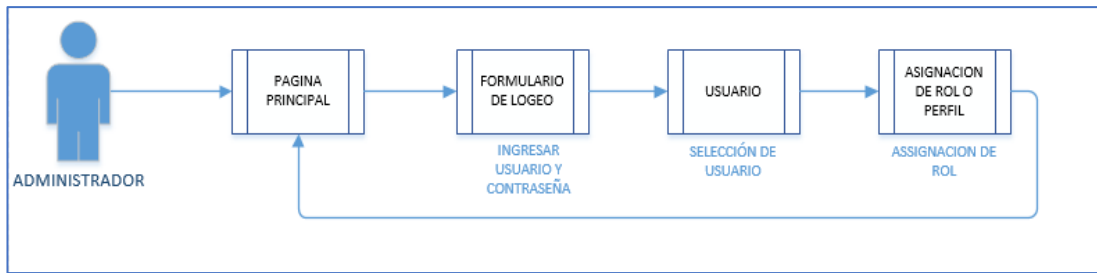 ADMINISTRADOR
PAGINA
PRINCIPAL
FORMULARIO
DE LOGEO
INGRESAR
USUARIO Y
CONTRASEÑA
USUARIO
SELECCIÓN DE
USUARIO
ASIGNACION
DE ROL O
PERFIL
ASSIGNACION DE
ROL